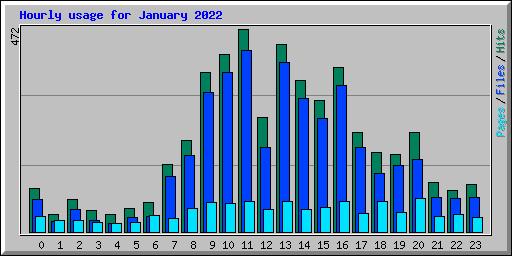 Hourly usage for January 2022
472
Pages / Files / Hits
0 1 2 3 4 5 6 7 8 9 10 11 12 13 14 15 16 17 18 19 20 21 22 23